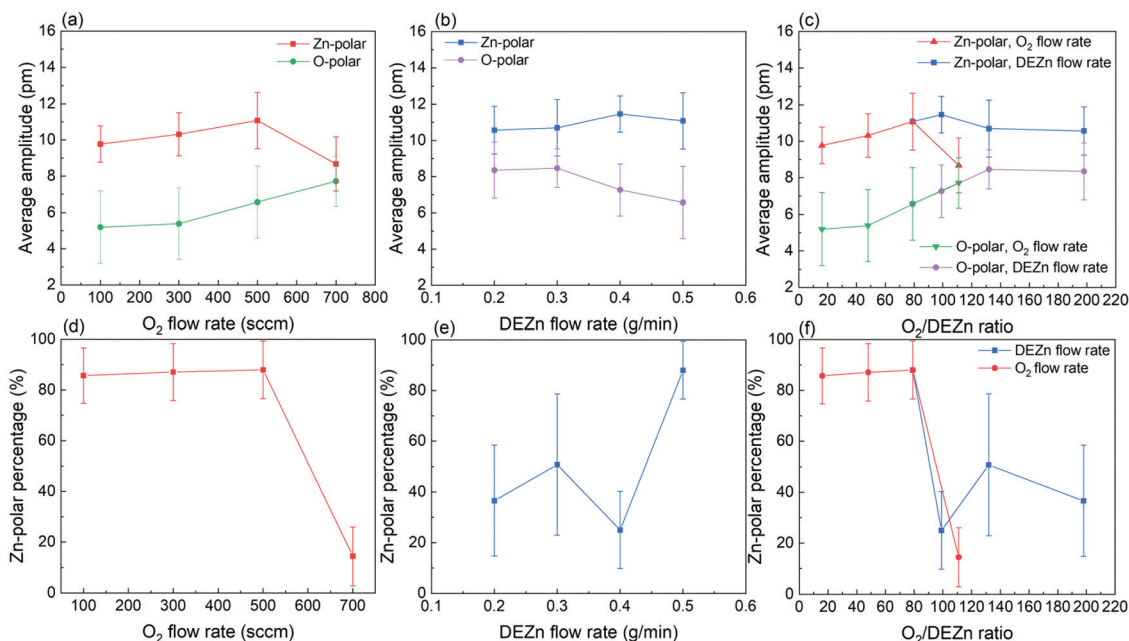 (a)
Zn-polar
O-polar
16
14
12
10
8
6
4
2
Average amplitude (pm)
0 100 200 300 400 500 600 700 800
O₂ flow rate (sccm)
(b)
Zn-polar
O-polar
16
14
12
10
8
6
4
2
Average amplitude (pm)
0.1 0.2 0.3 0.4 0.5 0.6
DEZn flow rate (g/min)
(c)
Zn-polar, O₂ flow rate
Zn-polar, DEZn flow rate
O-polar, O₂ flow rate
O-polar, DEZn flow rate
16
14
12
10
8
6
4
2
Average amplitude (pm)
0 20 40 60 80 100 120 140 160 180 200 220
O₂/DEZn ratio
(d)
100
80
60
40
20
0
Zn-polar percentage (%)
100 200 300 400 500 600 700
O₂ flow rate (sccm)
(e)
100
80
60
40
20
0
Zn-polar percentage (%)
0.1 0.2 0.3 0.4 0.5 0.6
DEZn flow rate (g/min)
(f)
DEZn flow rate
O₂ flow rate
100
80
60
40
20
0
Zn-polar percentage (%)
0 20 40 60 80 100 120 140 160 180 200 220
O₂/DEZn ratio